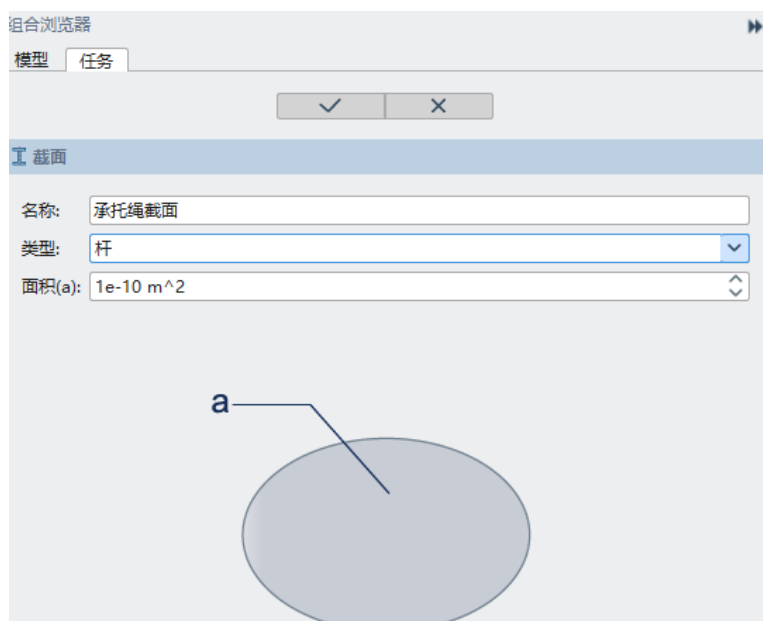 组合浏览器
模型 任务
截面
名称: 承托绳截面
类型: 杆
面积(a): 1e-10 m^2
a